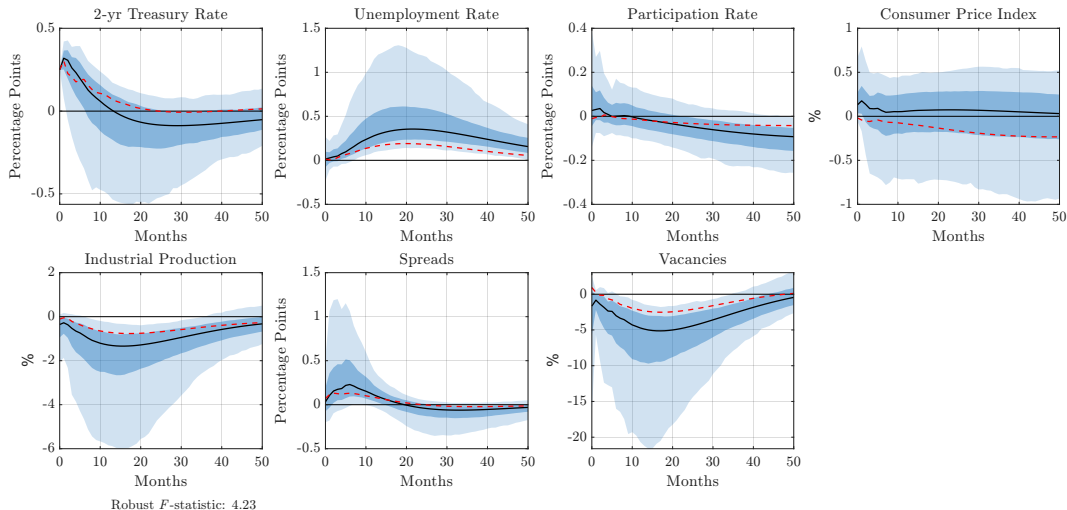 2-yr Treasury Rate
Percentage Points
0.5
0
-0.5
0 10 20 30 40 50
Months
Unemployment Rate
Percentage Points
1.5
1
0.5
0
-0.5
0 10 20 30 40 50
Months
Participation Rate
Percentage Points
0.4
0.2
0
-0.2
-0.4
0 10 20 30 40 50
Months
Consumer Price Index
%
1
0.5
0
-0.5
-1
0 10 20 30 40 50
Months
Industrial Production
%
2
0
-2
-4
-6
0 10 20 30 40 50
Months
Spreads
Percentage Points
1.5
1
0.5
0
-0.5
0 10 20 30 40 50
Months
Vacancies
%
0
-5
-10
-15
-20
0 10 20 30 40 50
Months
Robust F-statistic: 4.23